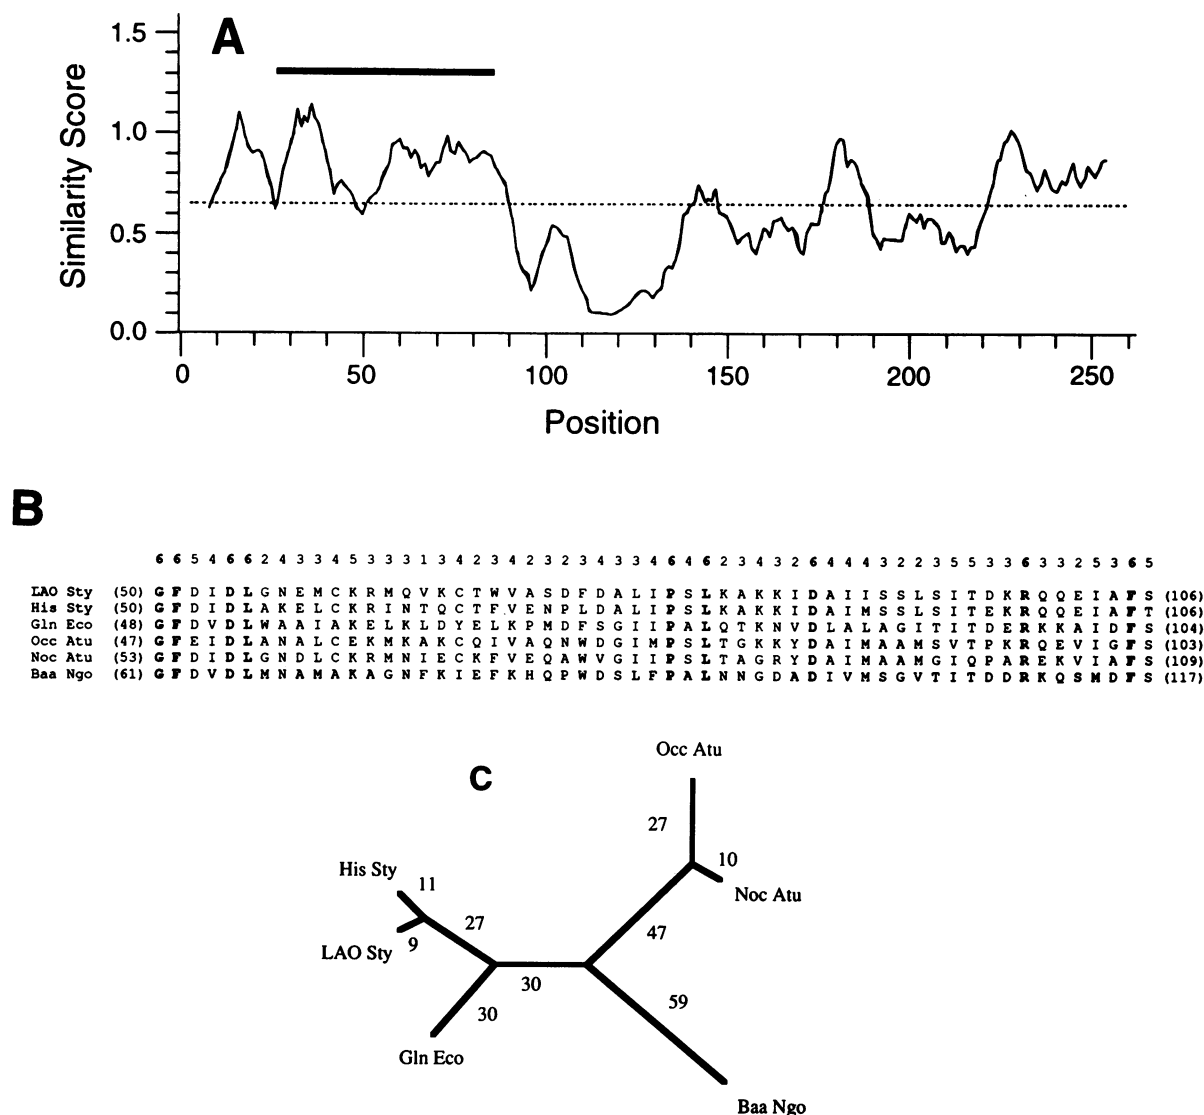 A
Similarity Score
1.5
1.0
0.5
0.0
0 50 100 150 200 250
Position
B
6 6 5 4 6 6 2 4 3 3 4 5 3 3 3 1 3 4 2 3 4 2 3 2 3 3 3 3 4 6 4 6 2 3 4 3 2 6 4 4 4 3 2 2 3 5 5 3 3 6 3 3 2 5 3 6 5
LAO Sty (50) G F D I D L G N E M C K R M Q V K C T W V A S D F D A L I P S L K A K K I D A I I S S L S I T D K R Q Q E I A F S (106)
His Sty (50) G F D I D L A K E L C K R I N T Q C T F V E N P L D A L I P S L K A K K I D A I M S S L S I T E K R Q Q E I A F T (106)
Gln Eco (48) G F D V D L W A A I A K E L K L D Y E L K P M D F S G I I P A L Q T K N V D L A L A G I T I T D E R K K A I D F S (104)
Occ Atu (47) G F E I D L A N A L C E K M K A K C Q I V A Q N W D G I M P S L T G K K Y D A I M A A M S V T P K R Q E V I G F S (103)
Noc Atu (53) G F D I D L G N D L C K R M N I E C K F V E Q A W V G I I P S L T A G R Y D A I M A A M G I Q P A R E K V I A F S (109)
Baa Ngo (61) G F D V D L M N A M A K A G N F K I E F K H Q P W D S L F P A L N N G D A D I V M S G V T I T D D R K Q S M D F S (117)
C
Occ Atu
27
10
Noc Atu
His Sty
11
27
47
LAO Sty
9
30
59
30
Gln Eco
Baa Ngo